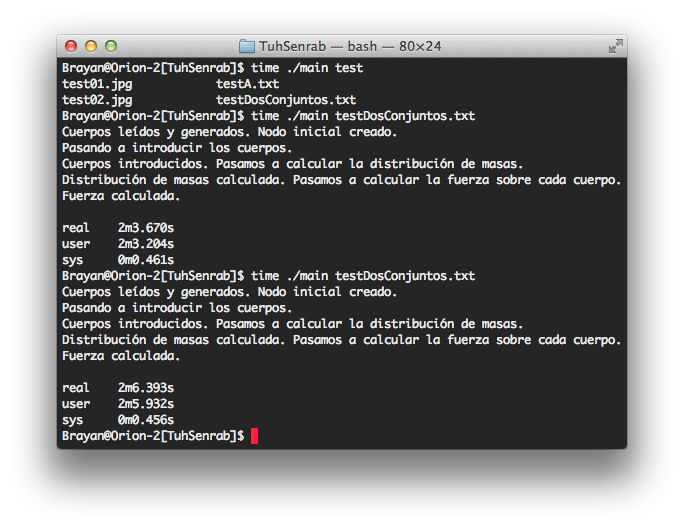 TuhSenrab — bash — 80×24
Brayan@Orion-2[TuhSenrab]$ time ./main test
test01.jpg testA.txt
test02.jpg testDosConjuntos.txt
Brayan@Orion-2[TuhSenrab]$ time ./main testDosConjuntos.txt
Cuerpos leídos y generados. Nodo inicial creado.
Pasando a introducir los cuerpos.
Cuerpos introducidos. Pasamos a calcular la distribución de masas.
Distribución de masas calculada. Pasamos a calcular la fuerza sobre cada cuerpo.
Fuerza calculada.
real 2m3.670s
user 2m3.204s
sys 0m0.461s
Brayan@Orion-2[TuhSenrab]$ time ./main testDosConjuntos.txt
Cuerpos leídos y generados. Nodo inicial creado.
Pasando a introducir los cuerpos.
Cuerpos introducidos. Pasamos a calcular la distribución de masas.
Distribución de masas calculada. Pasamos a calcular la fuerza sobre cada cuerpo.
Fuerza calculada.
real 2m6.393s
user 2m5.932s
sys 0m0.456s
Brayan@Orion-2[TuhSenrab]$